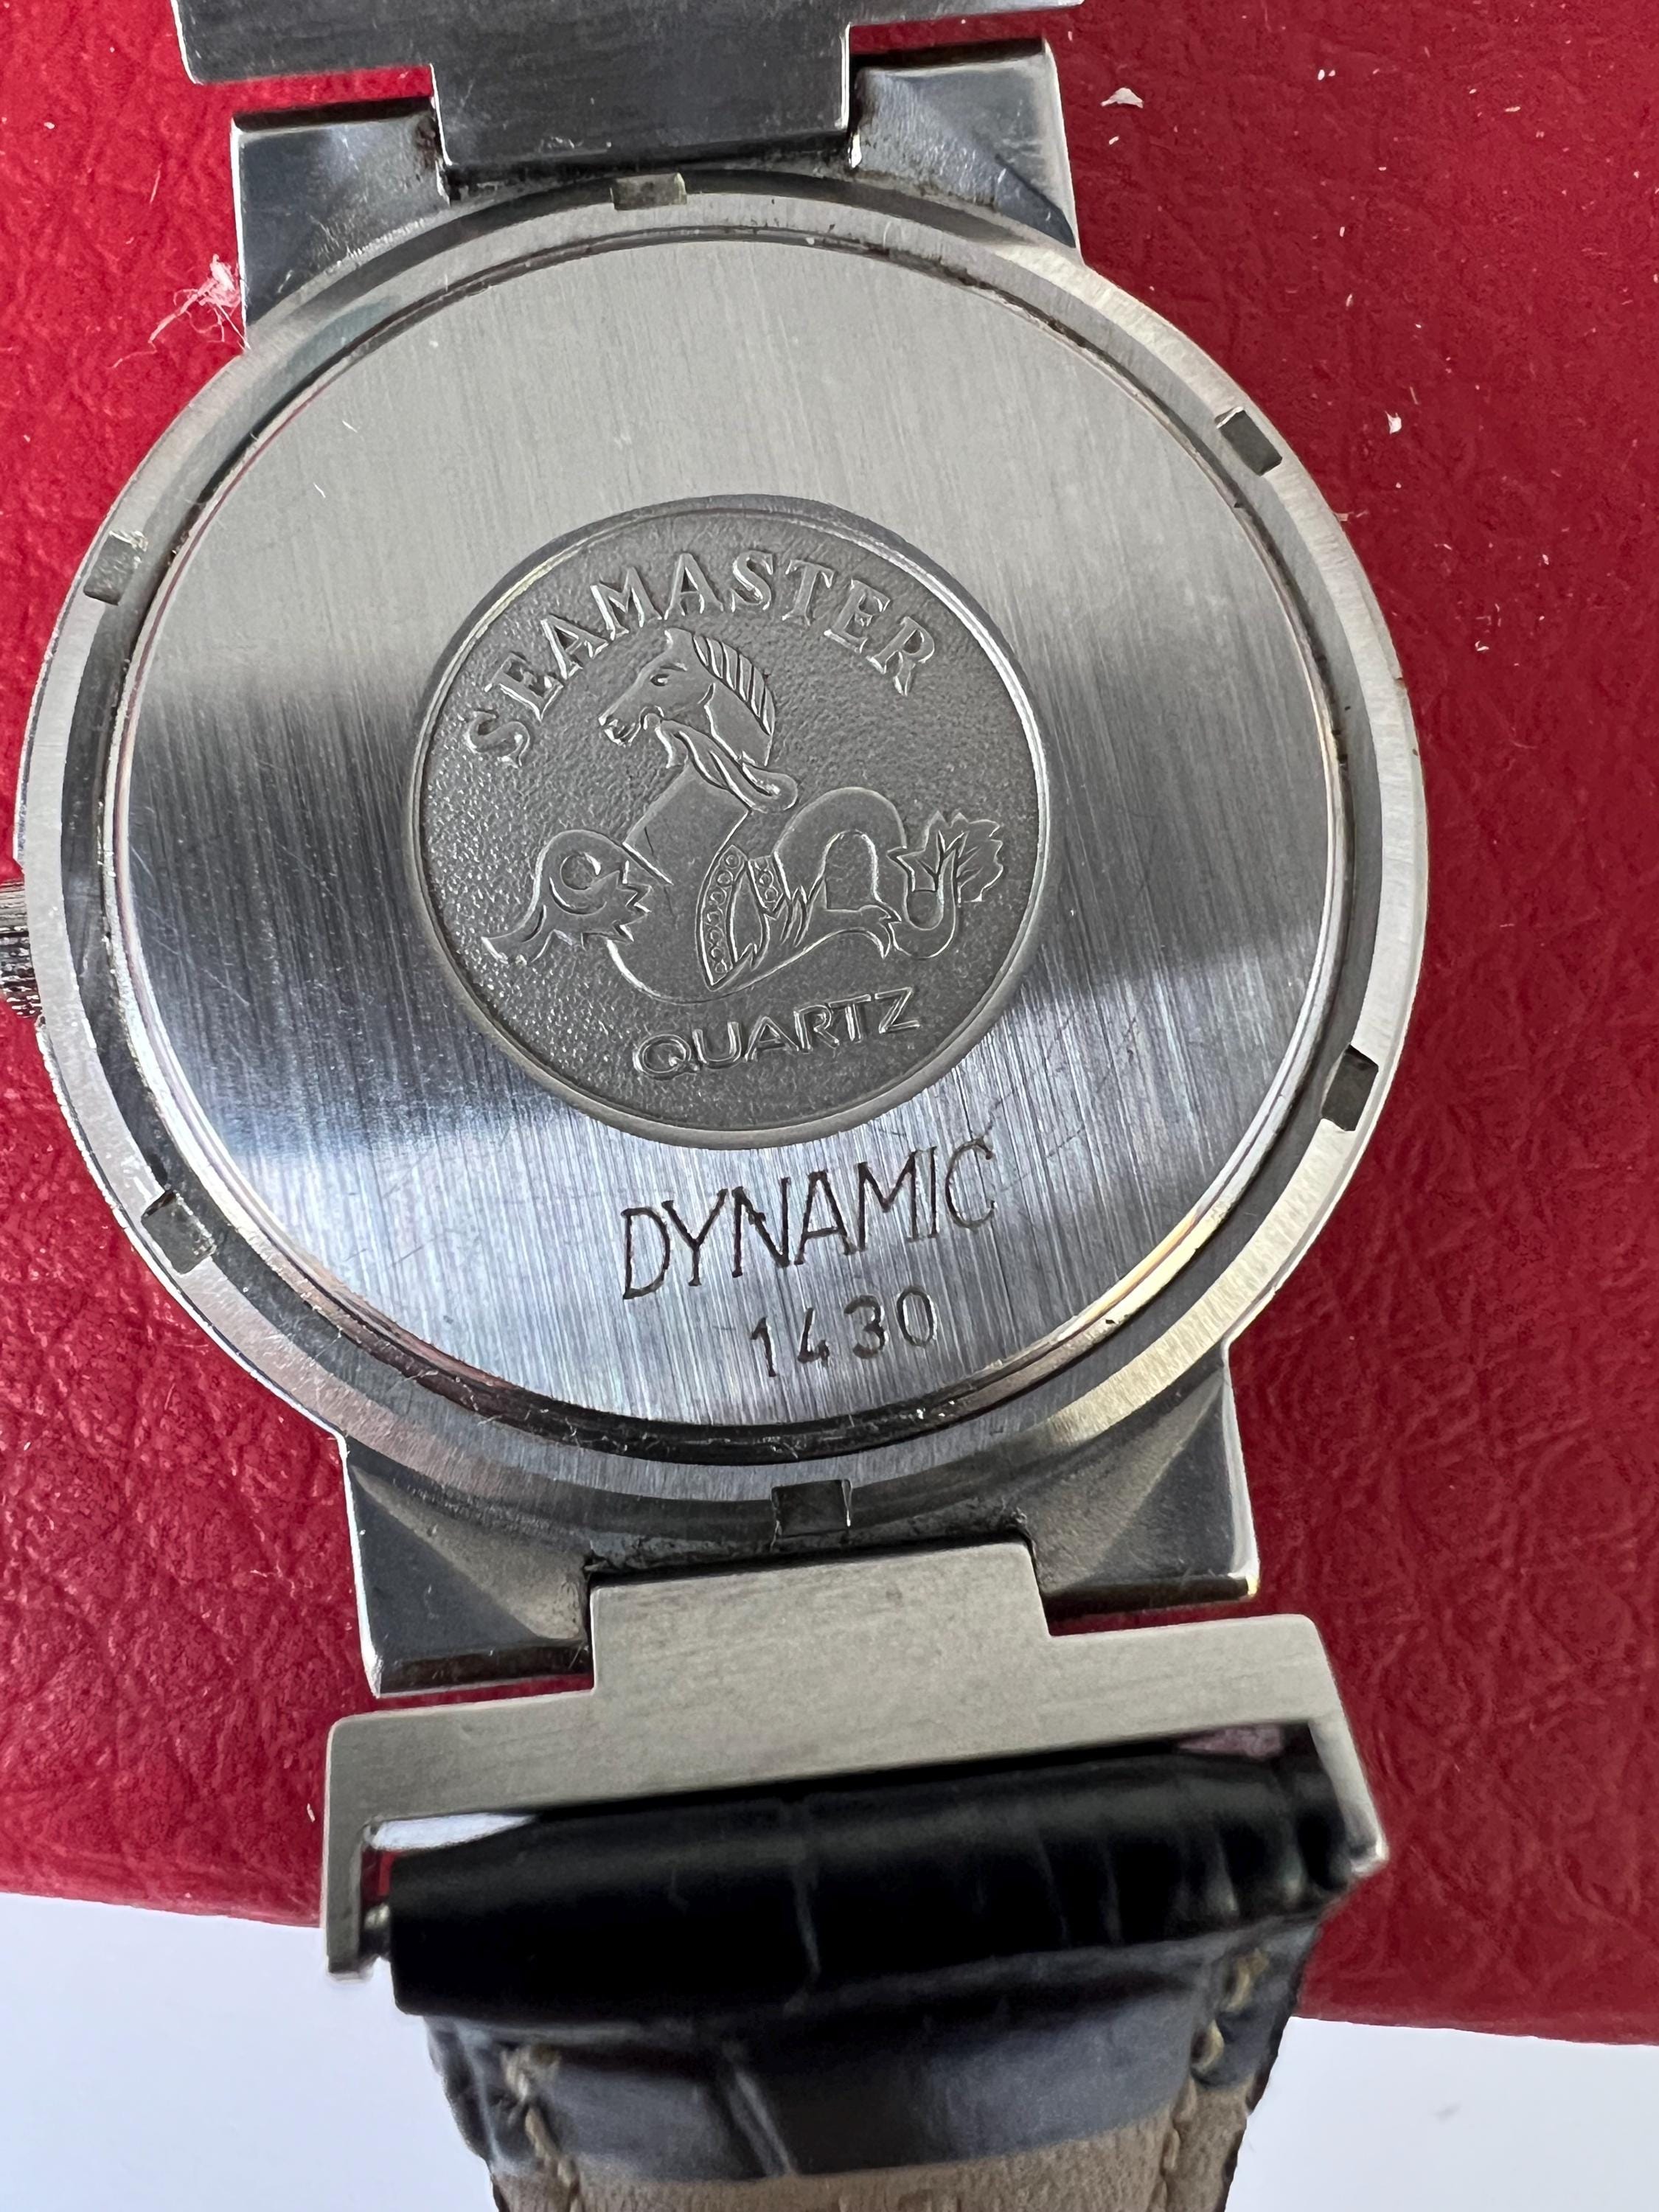 SEAMASTER
QUARTZ
DYNAMIC
1430